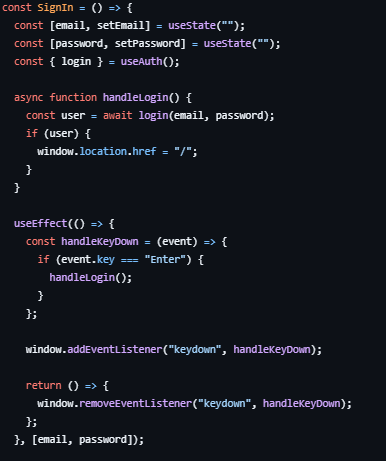 const SignIn = () => {
  const [email, setEmail] = useState("");
  const [password, setPassword] = useState("");
  const { login } = useAuth();

  async function handleLogin() {
    const user = await login(email, password);
    if (user) {
      window.location.href = "/";
    }
  }

  useEffect(() => {
    const handleKeyDown = (event) => {
      if (event.key === "Enter") {
        handleLogin();
      }
    };

    window.addEventListener("keydown", handleKeyDown);

    return () => {
      window.removeEventListener("keydown", handleKeyDown);
    };
  }, [email, password]);